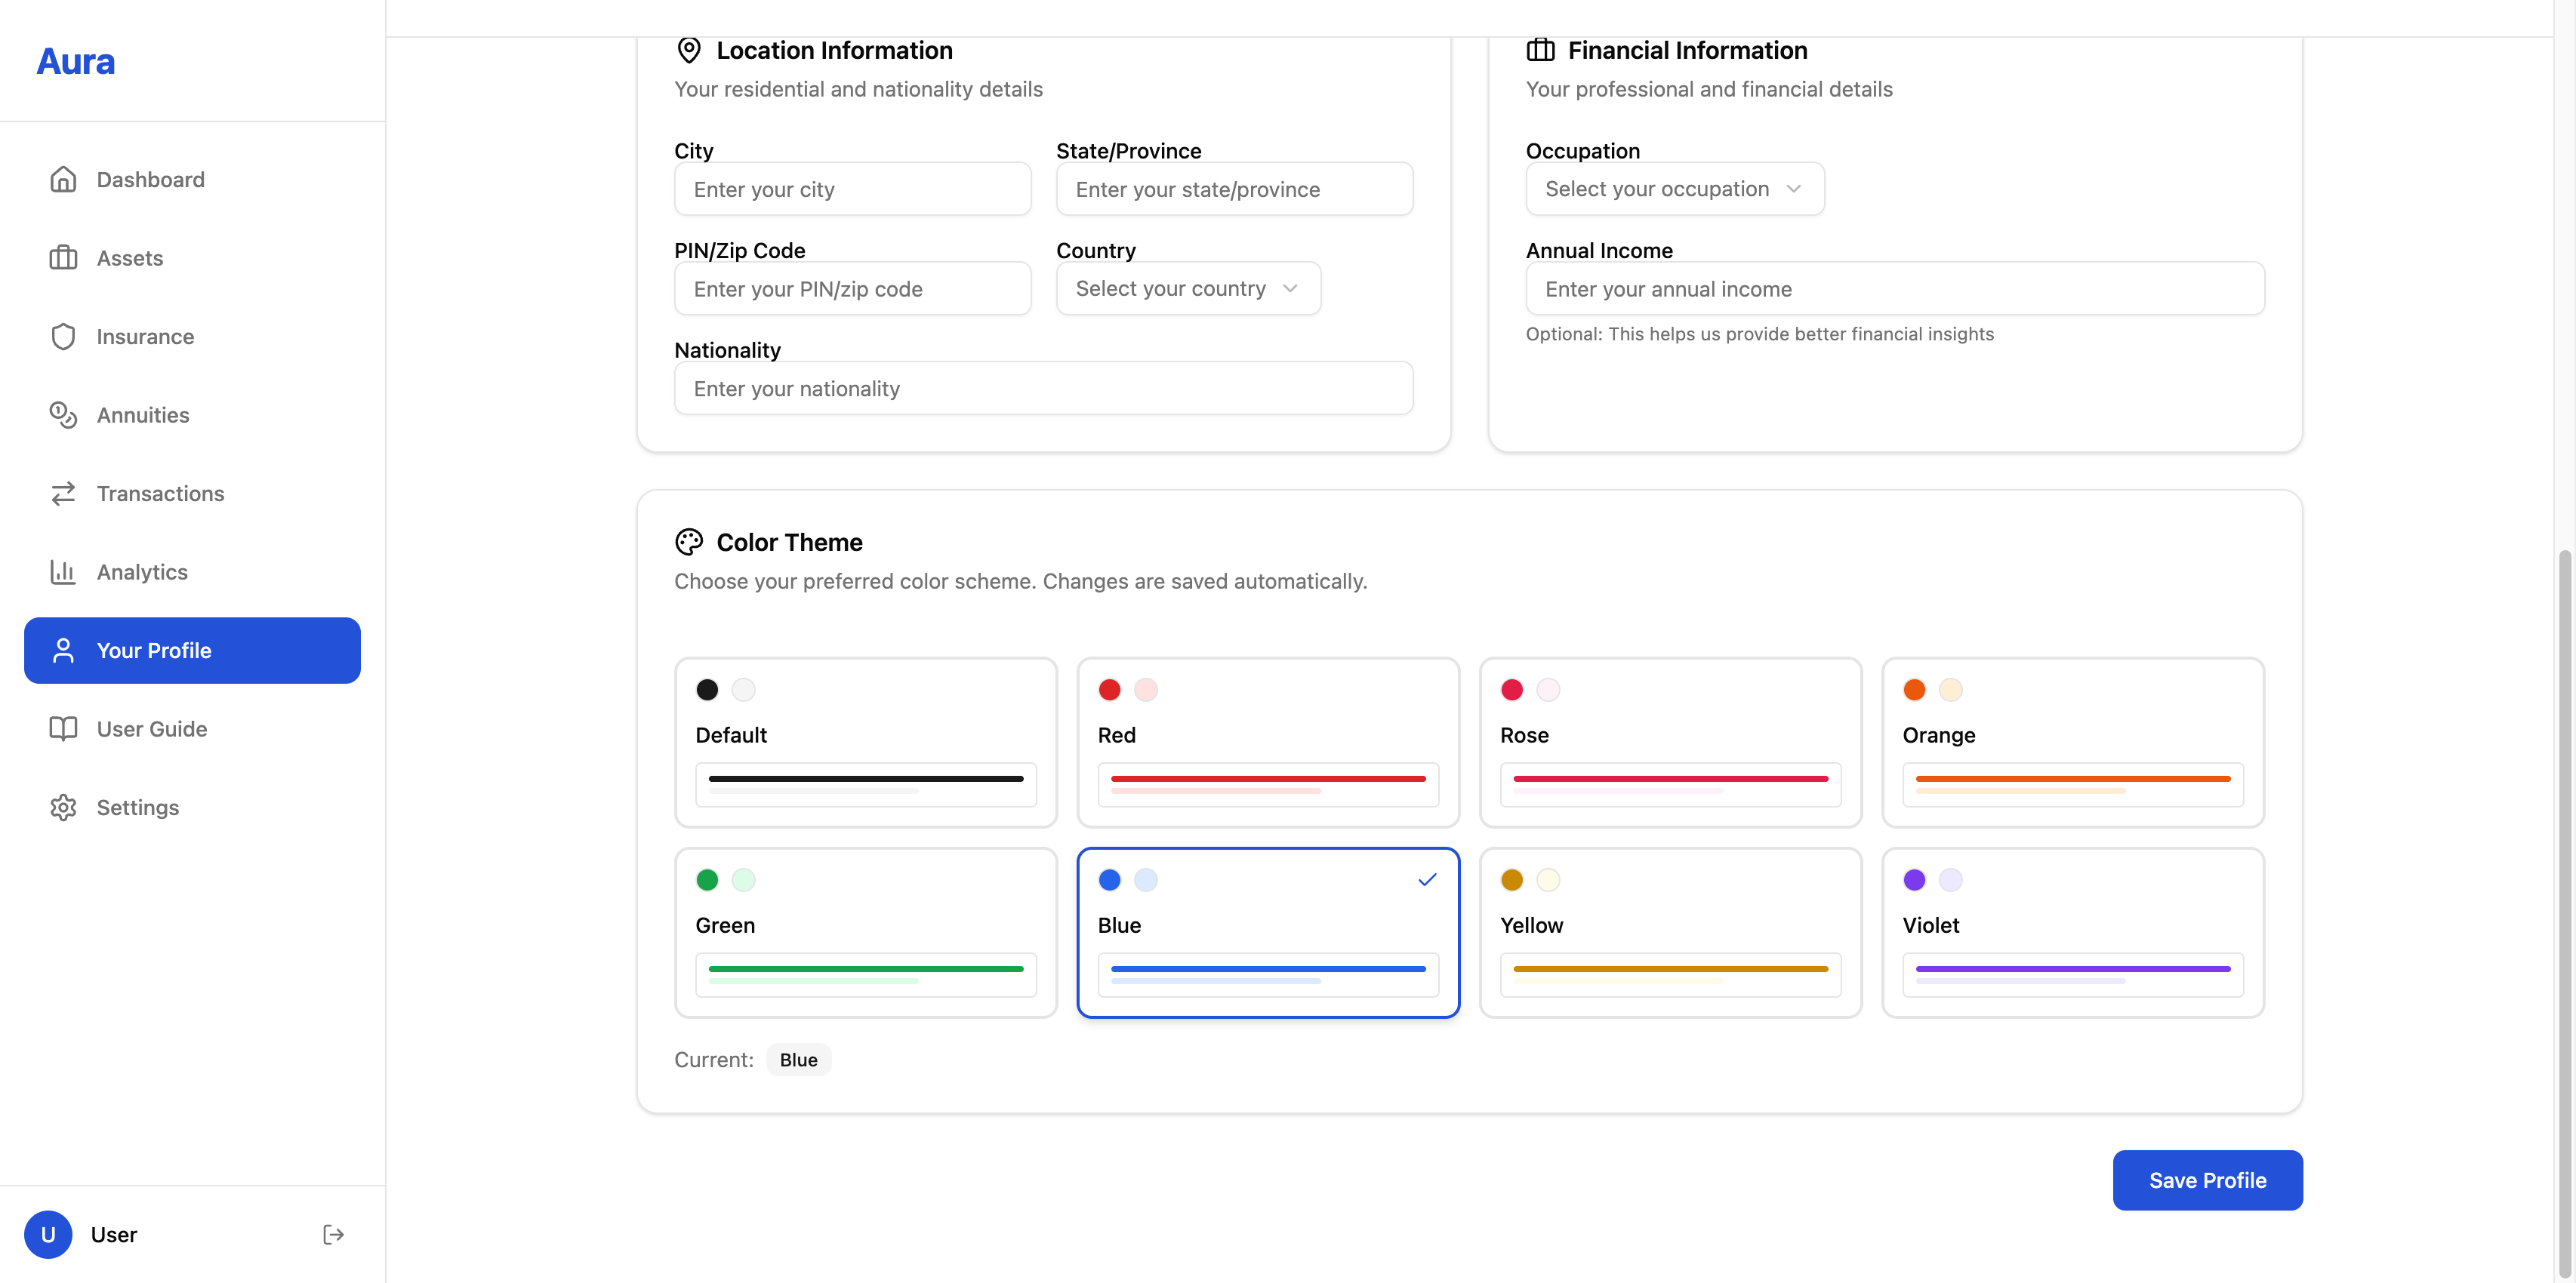 Aura
Dashboard
Assets
Insurance
Annuities
Transactions
Analytics
Your Profile
User Guide
Settings
U
User
Location Information
Your residential and nationality details
City
State/Province
Enter your city
Enter your state/province
PIN/Zip Code
Country
Enter your PIN/zip code
Select your country
Nationality
Enter your nationality
Financial Information
Your professional and financial details
Occupation
Select your occupation
Annual Income
Enter your annual income
Optional: This helps us provide better financial insights
Color Theme
Choose your preferred color scheme. Changes are saved automatically.
Default
Red
Rose
Orange
Green
Blue
Yellow
Violet
Current: Blue
Save Profile